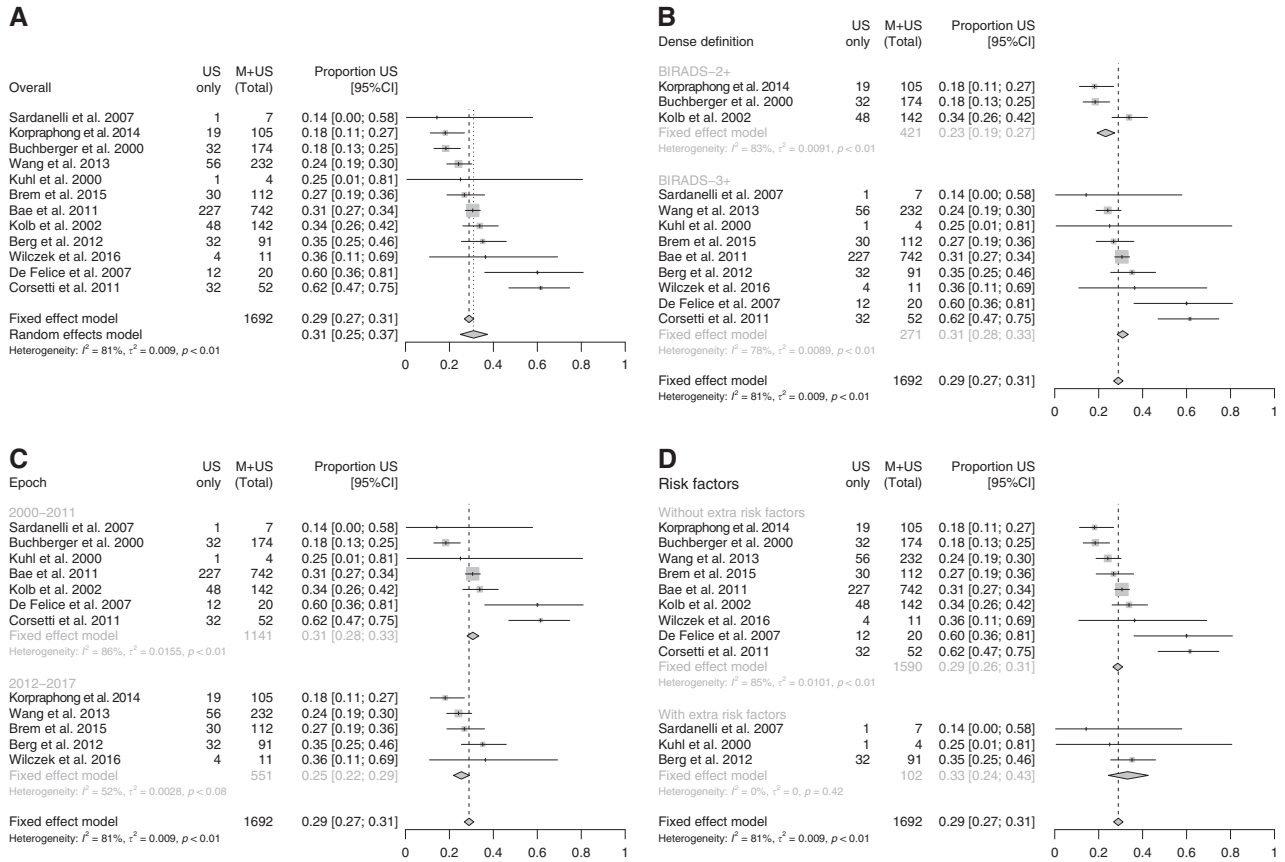 A
US M+US Proportion US
Overall only (Total) [95%CI]
Sardanelli et al. 2007 1 7 0.14 [0.00; 0.58]
Korpraphong et al. 2014 19 105 0.18 [0.11; 0.27]
Buchberger et al. 2000 32 174 0.18 [0.13; 0.25]
Wang et al. 2013 56 232 0.24 [0.19; 0.30]
Kuhl et al. 2000 1 4 0.25 [0.01; 0.81]
Brem et al. 2015 30 112 0.27 [0.19; 0.36]
Bae et al. 2011 227 742 0.31 [0.27; 0.34]
Kolb et al. 2002 48 142 0.34 [0.26; 0.42]
Berg et al. 2012 32 91 0.35 [0.25; 0.46]
Wilczek et al. 2016 4 11 0.36 [0.11; 0.69]
De Felice et al. 2007 12 20 0.60 [0.36; 0.81]
Corsetti et al. 2011 32 52 0.62 [0.47; 0.75]
Fixed effect model 1692 0.29 [0.27; 0.31]
Random effects model 0.31 [0.25; 0.37]
Heterogeneity: I² = 81%, τ² = 0.009, p < 0.01
0 0.2 0.4 0.6 0.8 1
B
US M+US Proportion US
Dense definition only (Total) [95%CI]
BIRADS−2+
Korpraphong et al. 2014 19 105 0.18 [0.11; 0.27]
Buchberger et al. 2000 32 174 0.18 [0.13; 0.25]
Kolb et al. 2002 48 142 0.34 [0.26; 0.42]
Fixed effect model 421 0.23 [0.19; 0.27]
Heterogeneity: I² = 83%, τ² = 0.0091, p < 0.01
BIRADS−3+
Sardanelli et al. 2007 1 7 0.14 [0.00; 0.58]
Wang et al. 2013 56 232 0.24 [0.19; 0.30]
Kuhl et al. 2000 1 4 0.25 [0.01; 0.81]
Brem et al. 2015 30 112 0.27 [0.19; 0.36]
Bae et al. 2011 227 742 0.31 [0.27; 0.34]
Berg et al. 2012 32 91 0.35 [0.25; 0.46]
Wilczek et al. 2016 4 11 0.36 [0.11; 0.69]
De Felice et al. 2007 12 20 0.60 [0.36; 0.81]
Corsetti et al. 2011 32 52 0.62 [0.47; 0.75]
Fixed effect model 271 0.31 [0.28; 0.33]
Heterogeneity: I² = 78%, τ² = 0.0089, p < 0.01
Fixed effect model 1692 0.29 [0.27; 0.31]
Heterogeneity: I² = 81%, τ² = 0.009, p < 0.01
0 0.2 0.4 0.6 0.8 1
C
US M+US Proportion US
Epoch only (Total) [95%CI]
2000−2011
Sardanelli et al. 2007 1 7 0.14 [0.00; 0.58]
Buchberger et al. 2000 32 174 0.18 [0.13; 0.25]
Kuhl et al. 2000 1 4 0.25 [0.01; 0.81]
Bae et al. 2011 227 742 0.31 [0.27; 0.34]
Kolb et al. 2002 48 142 0.34 [0.26; 0.42]
De Felice et al. 2007 12 20 0.60 [0.36; 0.81]
Corsetti et al. 2011 32 52 0.62 [0.47; 0.75]
Fixed effect model 1141 0.31 [0.28; 0.33]
Heterogeneity: I² = 86%, τ² = 0.0155, p < 0.01
2012−2017
Korpraphong et al. 2014 19 105 0.18 [0.11; 0.27]
Wang et al. 2013 56 232 0.24 [0.19; 0.30]
Brem et al. 2015 30 112 0.27 [0.19; 0.36]
Berg et al. 2012 32 91 0.35 [0.25; 0.46]
Wilczek et al. 2016 4 11 0.36 [0.11; 0.69]
Fixed effect model 551 0.25 [0.22; 0.29]
Heterogeneity: I² = 52%, τ² = 0.0028, p < 0.08
Fixed effect model 1692 0.29 [0.27; 0.31]
Heterogeneity: I² = 81%, τ² = 0.009, p < 0.01
0 0.2 0.4 0.6 0.8 1
D
US M+US Proportion US
Risk factors only (Total) [95%CI]
Without extra risk factors
Korpraphong et al. 2014 19 105 0.18 [0.11; 0.27]
Buchberger et al. 2000 32 174 0.18 [0.13; 0.25]
Wang et al. 2013 56 232 0.24 [0.19; 0.30]
Brem et al. 2015 30 112 0.27 [0.19; 0.36]
Bae et al. 2011 227 742 0.31 [0.27; 0.34]
Kolb et al. 2002 48 142 0.34 [0.26; 0.42]
Wilczek et al. 2016 4 11 0.36 [0.11; 0.69]
De Felice et al. 2007 12 20 0.60 [0.36; 0.81]
Corsetti et al. 2011 32 52 0.62 [0.47; 0.75]
Fixed effect model 1590 0.29 [0.26; 0.31]
Heterogeneity: I² = 85%, τ² = 0.0101, p < 0.01
With extra risk factors
Sardanelli et al. 2007 1 7 0.14 [0.00; 0.58]
Kuhl et al. 2000 1 4 0.25 [0.01; 0.81]
Berg et al. 2012 32 91 0.35 [0.25; 0.46]
Fixed effect model 102 0.33 [0.24; 0.43]
Heterogeneity: I² = 0%, τ² = 0, p = 0.42
Fixed effect model 1692 0.29 [0.27; 0.31]
Heterogeneity: I² = 81%, τ² = 0.009, p < 0.01
0 0.2 0.4 0.6 0.8 1